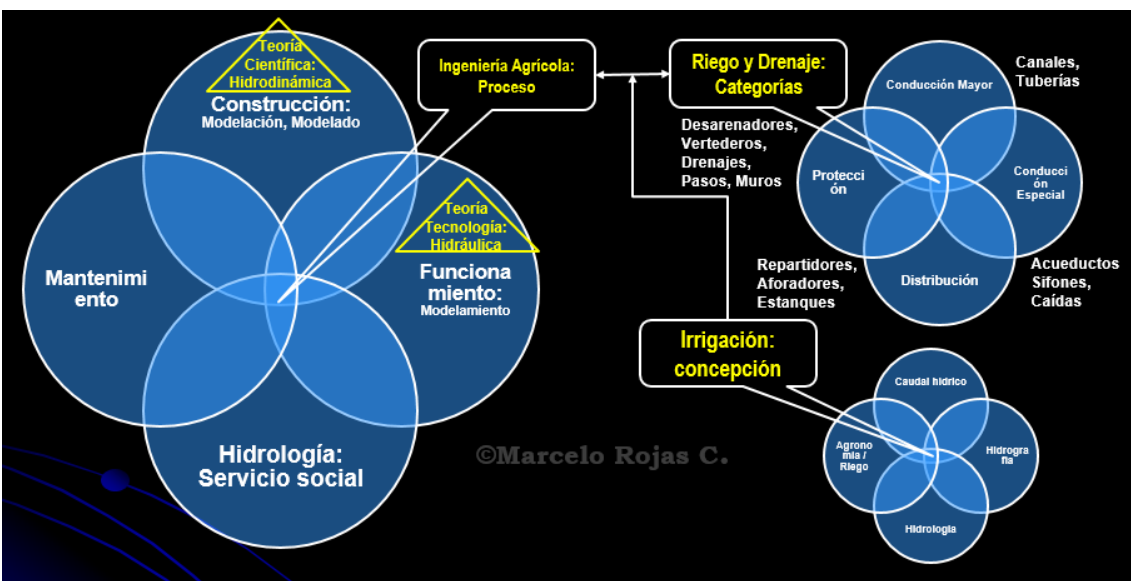 Teoría
Científica:
Hidrodinámica
Construcción:
Modelación, Modelado
Mantenimi
ento
Teoría
Tecnología:
Hidráulica
Funciona
miento:
Modelamiento
Hidrología:
Servicio social
Ingeniería Agrícola:
Proceso
Riego y Drenaje:
Categorías
Conducción Mayor
Canales,
Tuberías
Desarenadores,
Vertederos,
Drenajes,
Pasos, Muros
Protecci
ón
Conducci
ón
Especial
Repartidores,
Aforadores,
Estanques
Distribución
Acueductos
Sifones,
Caídas
Irrigación:
concepción
Caudal hídrico
Agrono
mía /
Riego
Hidrogra
fía
Hidrología
©Marcelo Rojas C.